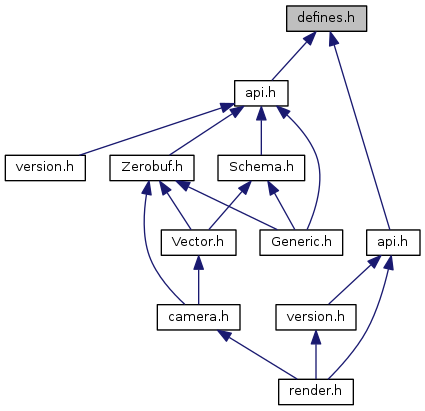 defines.h
api.h
version.h
Zerobuf.h
Schema.h
Vector.h
Generic.h
api.h
camera.h
version.h
render.h